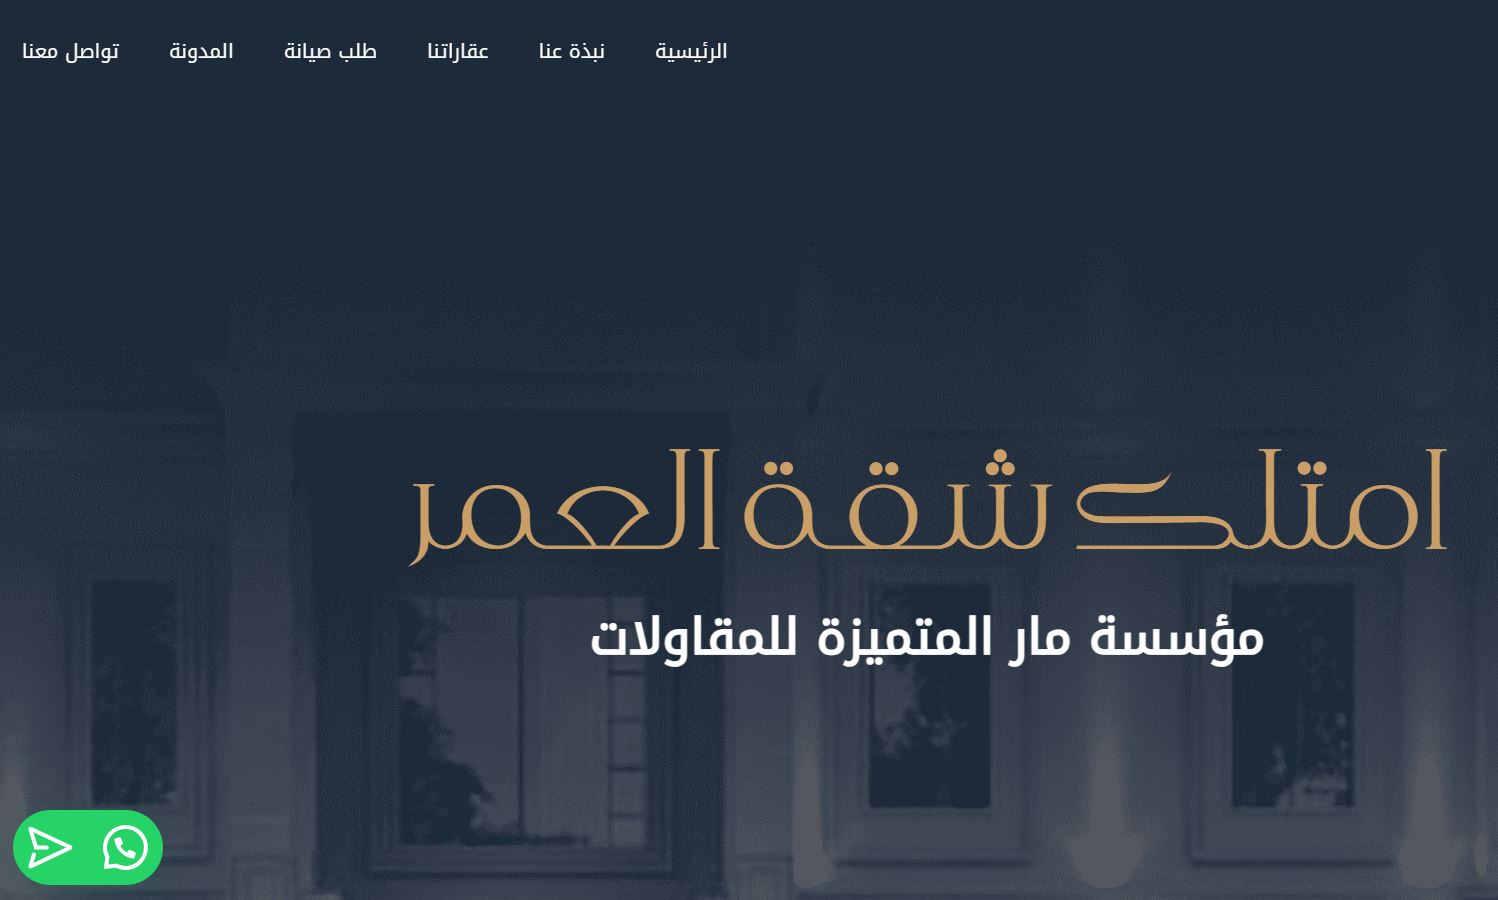 الرئيسية نبذة عنا عقاراتنا طلب صيانة المدونة تواصل معنا
امتلك شقة العمر
مؤسسة مار المتميزة للمقاولات